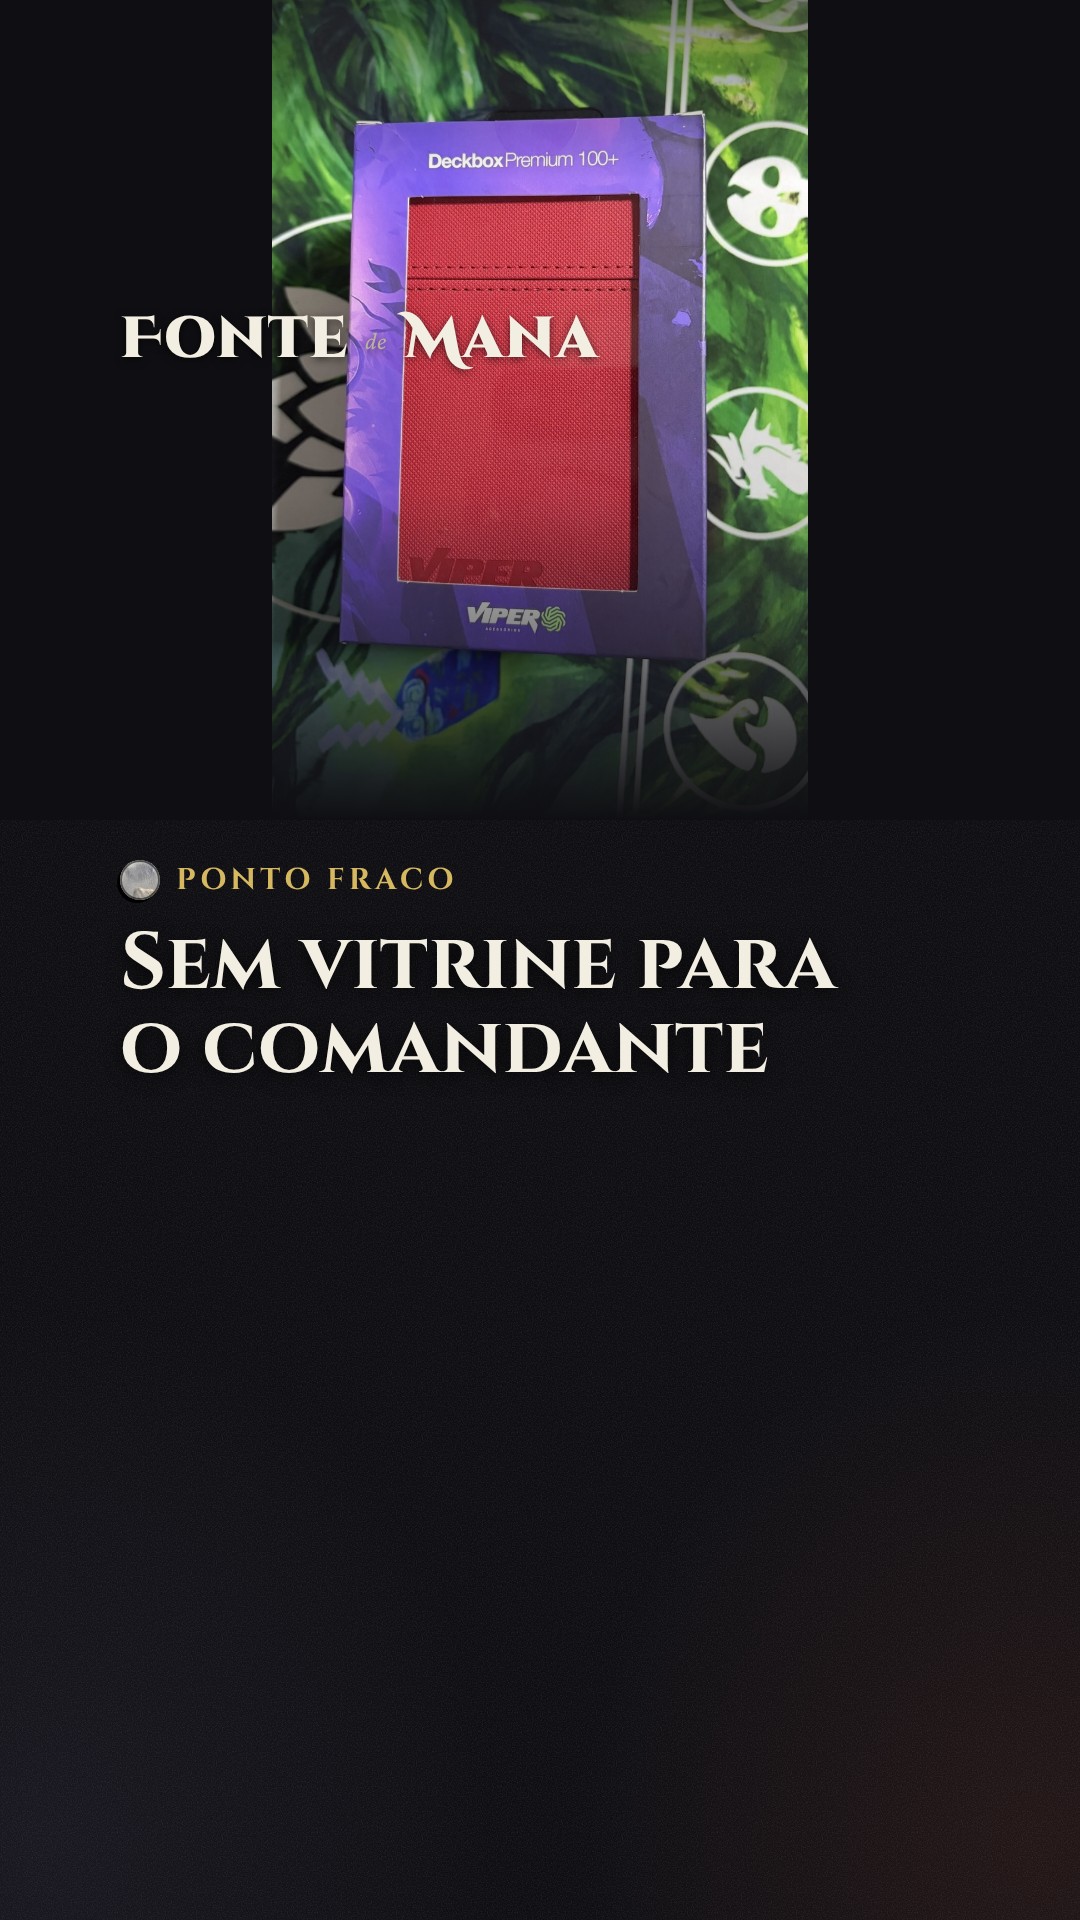 Deckbox Premium 100+
Fonte de Mana
VIPER
VIPER
PONTO FRACO
Sem vitrine para
o comandante